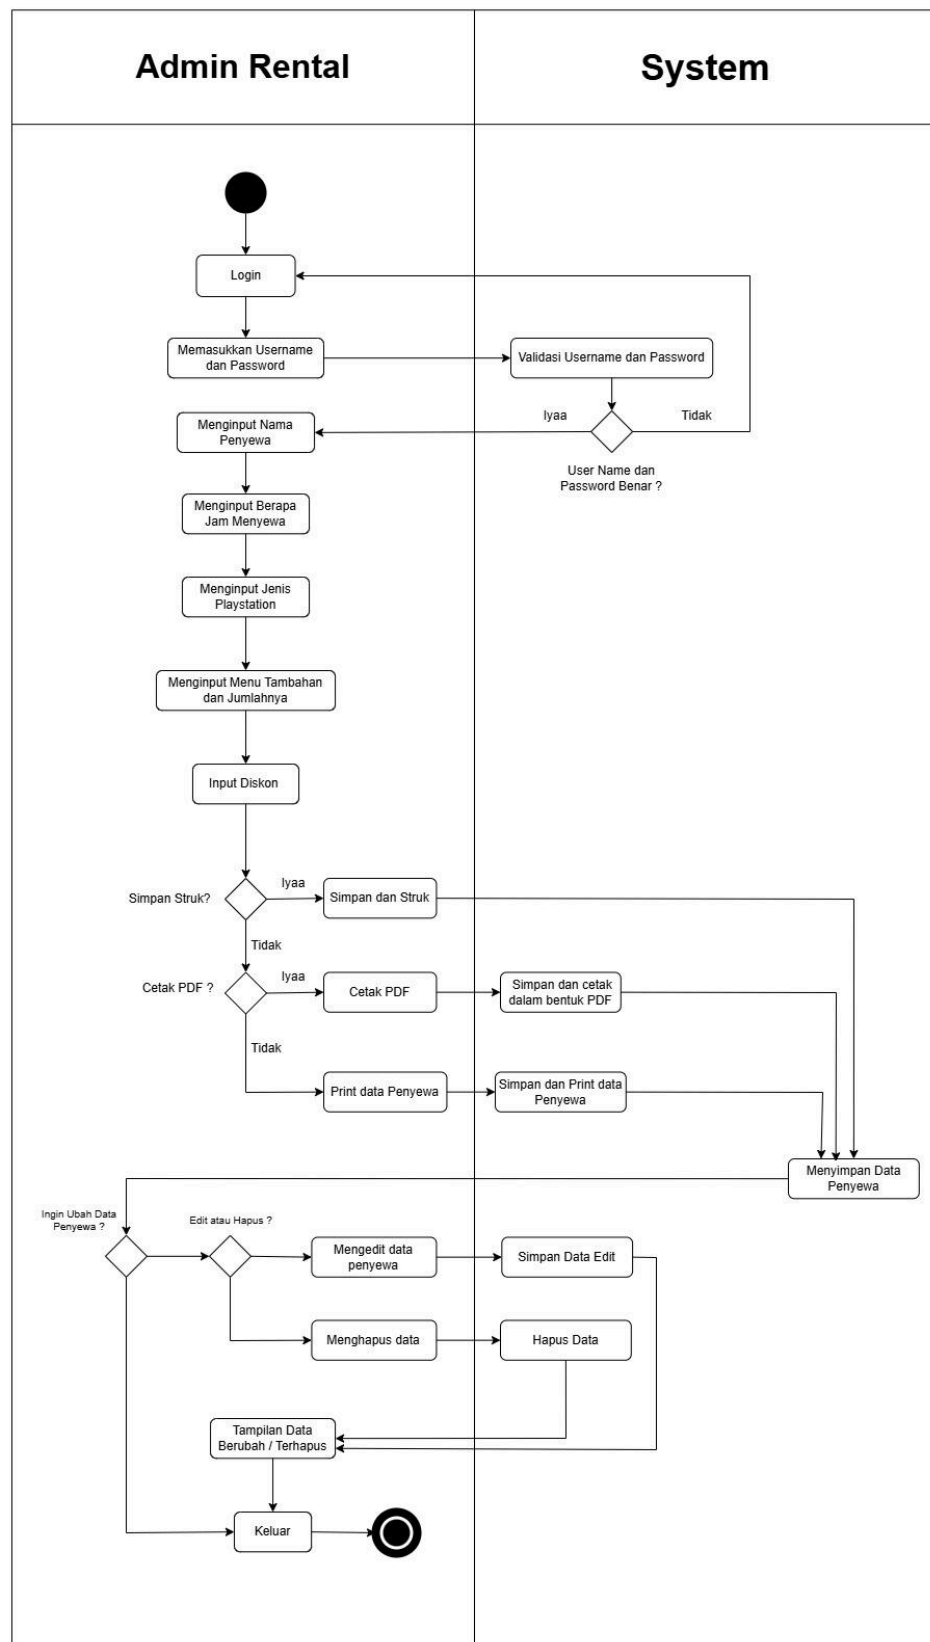 Admin Rental
System
Login
Memasukkan Username
dan Password
Validasi Username dan Password
Iyaa
Tidak
Menginput Nama
Penyewa
User Name dan
Password Benar ?
Menginput Berapa
Jam Menyewa
Menginput Jenis
Playstation
Menginput Menu Tambahan
dan Jumlahnya
Input Diskon
Simpan Struk?
Iyaa
Simpan dan Struk
Tidak
Cetak PDF ?
Iyaa
Cetak PDF
Simpan dan cetak
dalam bentuk PDF
Tidak
Print data Penyewa
Simpan dan Print data
Penyewa
Menyimpan Data
Penyewa
Ingin Ubah Data
Penyewa ?
Edit atau Hapus ?
Mengedit data
penyewa
Simpan Data Edit
Menghapus data
Hapus Data
Tampilan Data
Berubah / Terhapus
Keluar